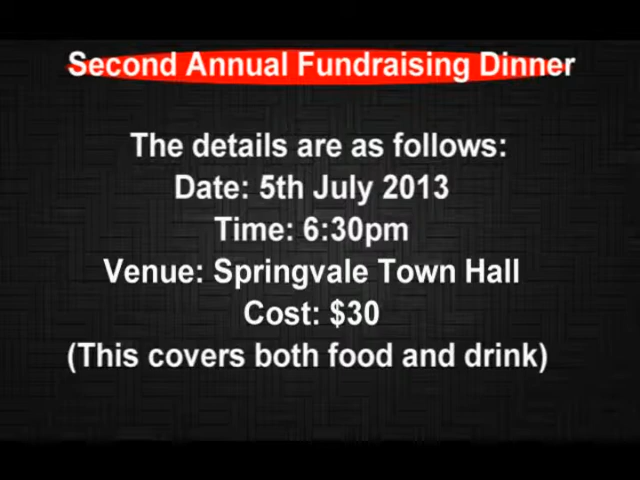 Second Annual Fundraising Dinner
The details are as follows:
Date: 5th July 2013
Time: 6:30pm
Venue: Springvale Town Hall
Cost: $30
(This covers both food and drink)